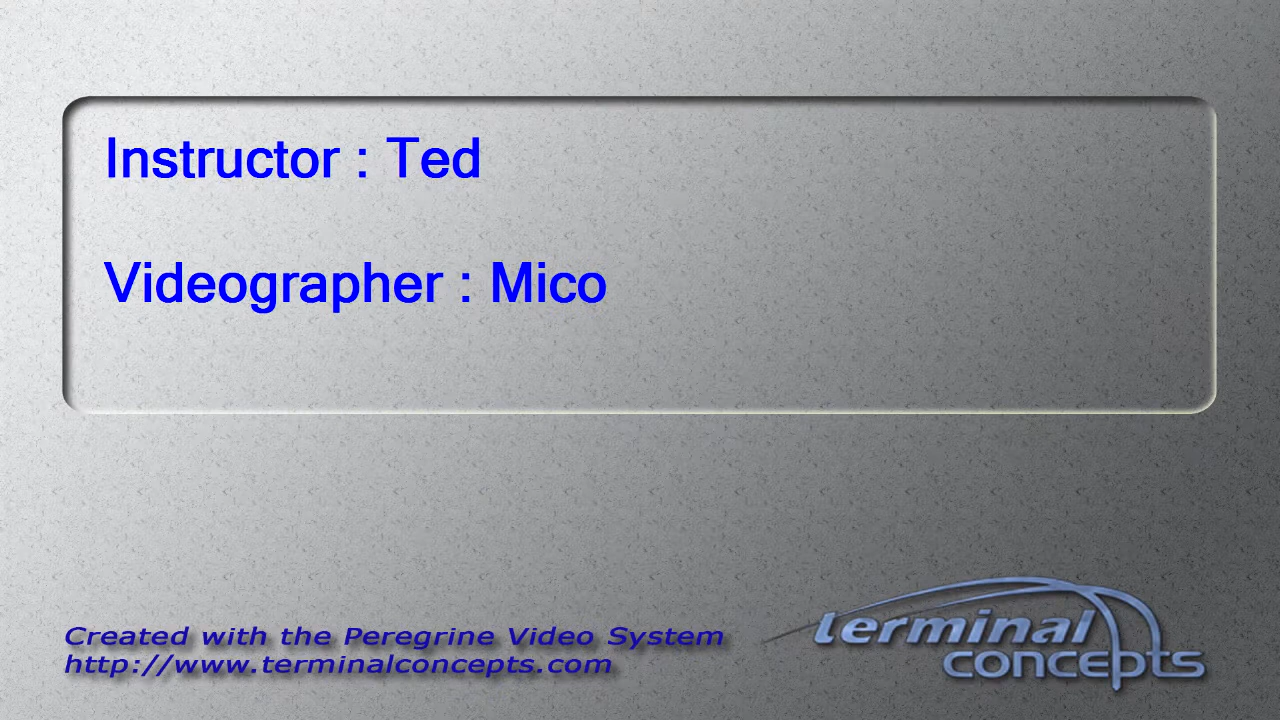 Instructor : Ted
Videographer : Mico
Created with the Peregrine Video System
http://www.terminalconcepts.com
terminal
concepts